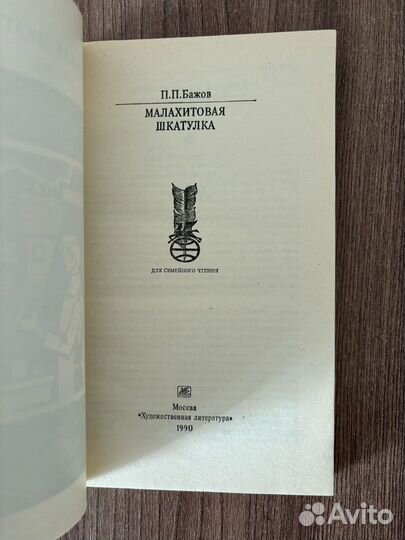 П.П.Бажов
МАЛАХИТОВАЯ
ШКАТУЛКА
ДЛЯ СЕМЕЙНОГО ЧТЕНИЯ
Москва
«Художественная литература»
1990
Avito